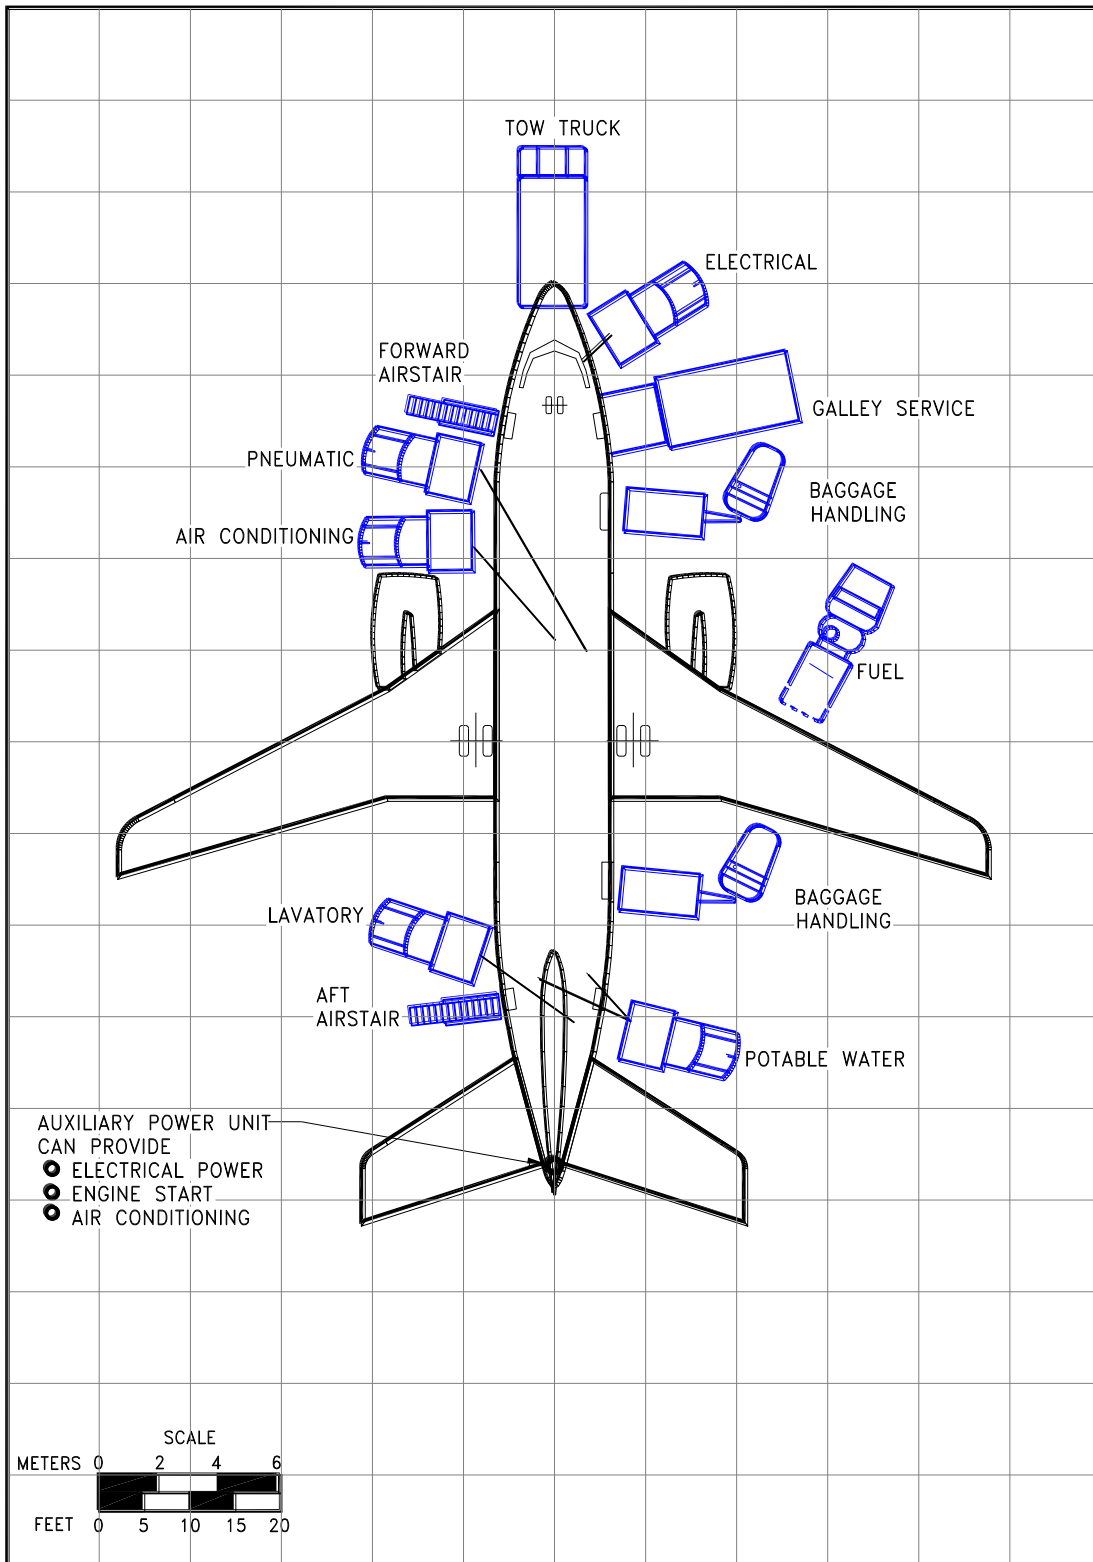 TOW TRUCK
ELECTRICAL
FORWARD
AIRSTAIR
GALLEY SERVICE
PNEUMATIC
BAGGAGE
HANDLING
AIR CONDITIONING
FUEL
LAVATORY
BAGGAGE
HANDLING
AFT
AIRSTAIR
POTABLE WATER
AUXILIARY POWER UNIT
CAN PROVIDE
ELECTRICAL POWER
ENGINE START
AIR CONDITIONING
SCALE
METERS 0 2 4 6
FEET 0 5 10 15 20